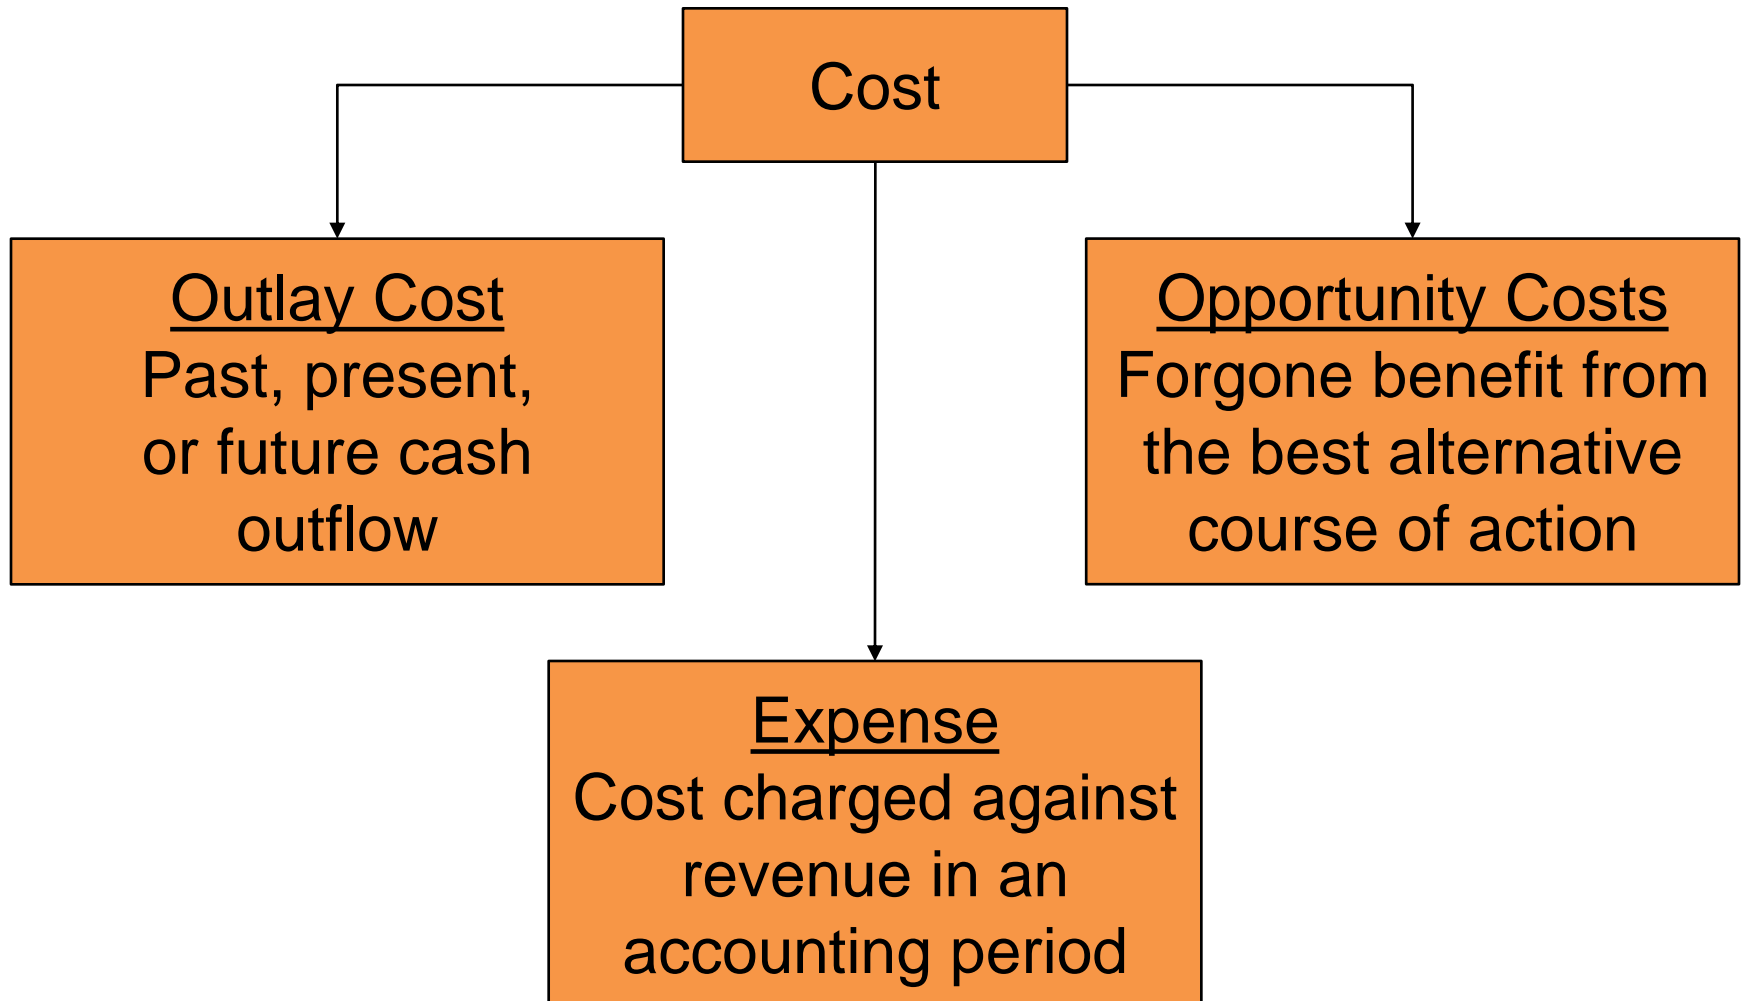 Cost
Outlay Cost
Past, present,
or future cash
outflow
Opportunity Costs
Forgone benefit from
the best alternative
course of action
Expense
Cost charged against
revenue in an
accounting period